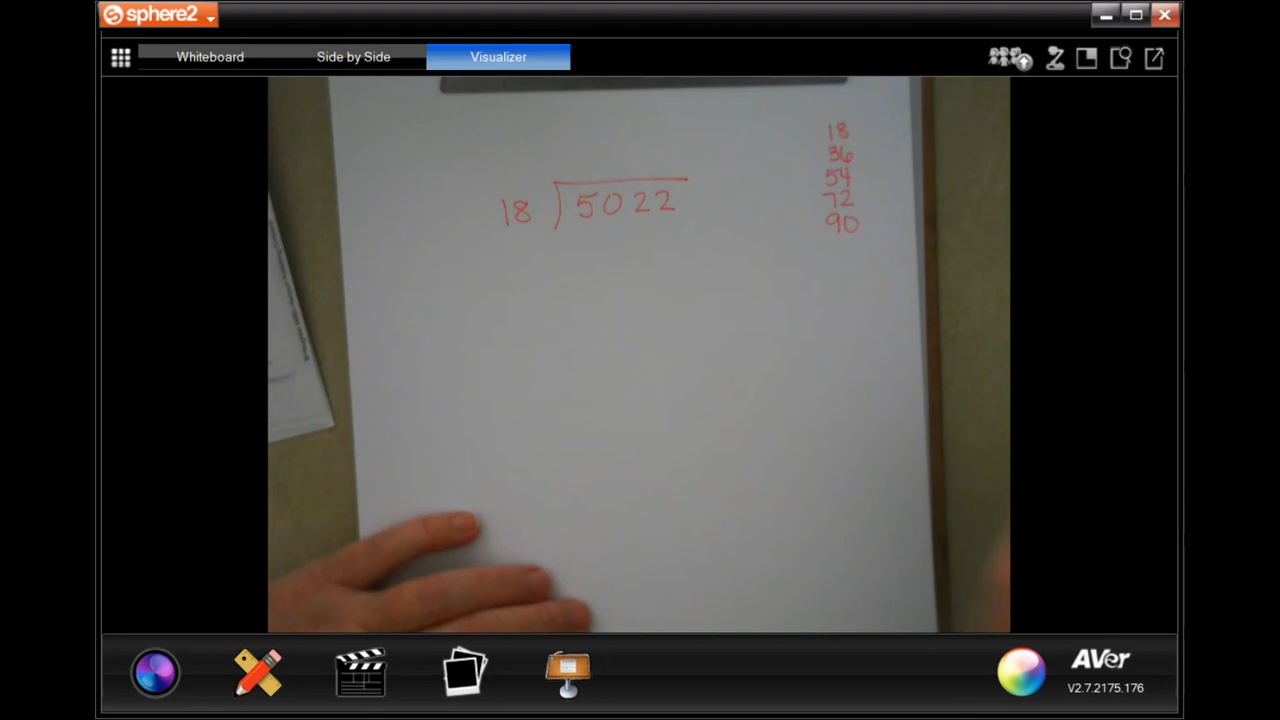 sphere2
Whiteboard Side by Side Visualizer
18
36
54
72
90
18 ) 5022
AVer
V2.7.2175.176